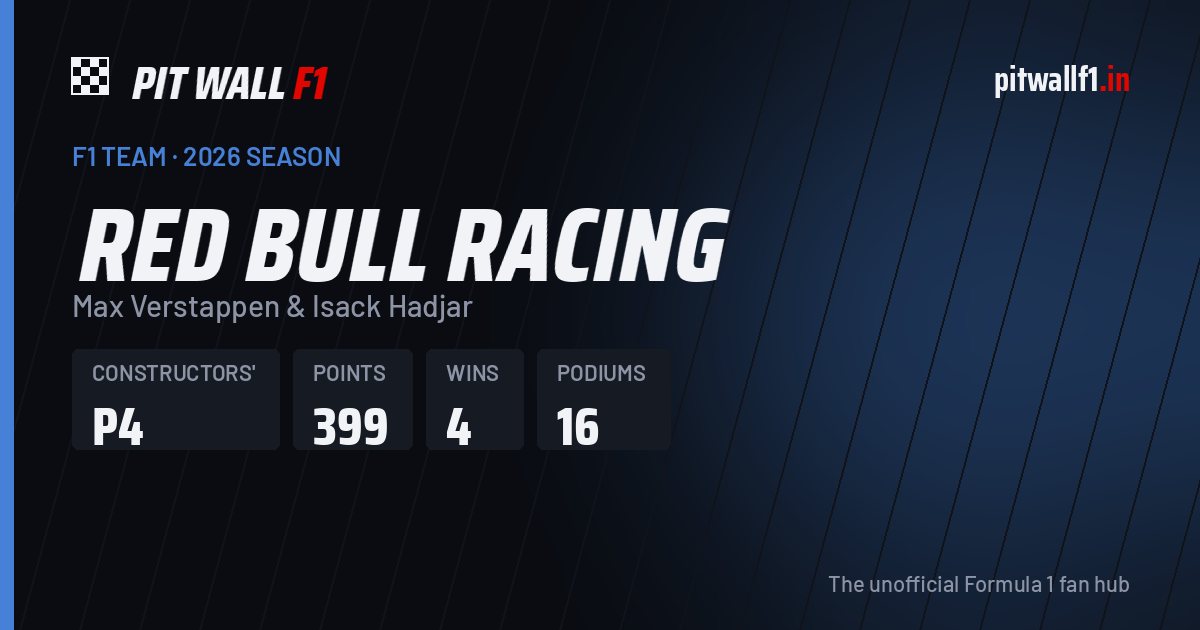 PIT WALL F1
pitwallf1.in
F1 TEAM · 2026 SEASON
RED BULL RACING
Max Verstappen & Isack Hadjar
CONSTRUCTORS' POINTS WINS PODIUMS
P4 399 4 16
The unofficial Formula 1 fan hub